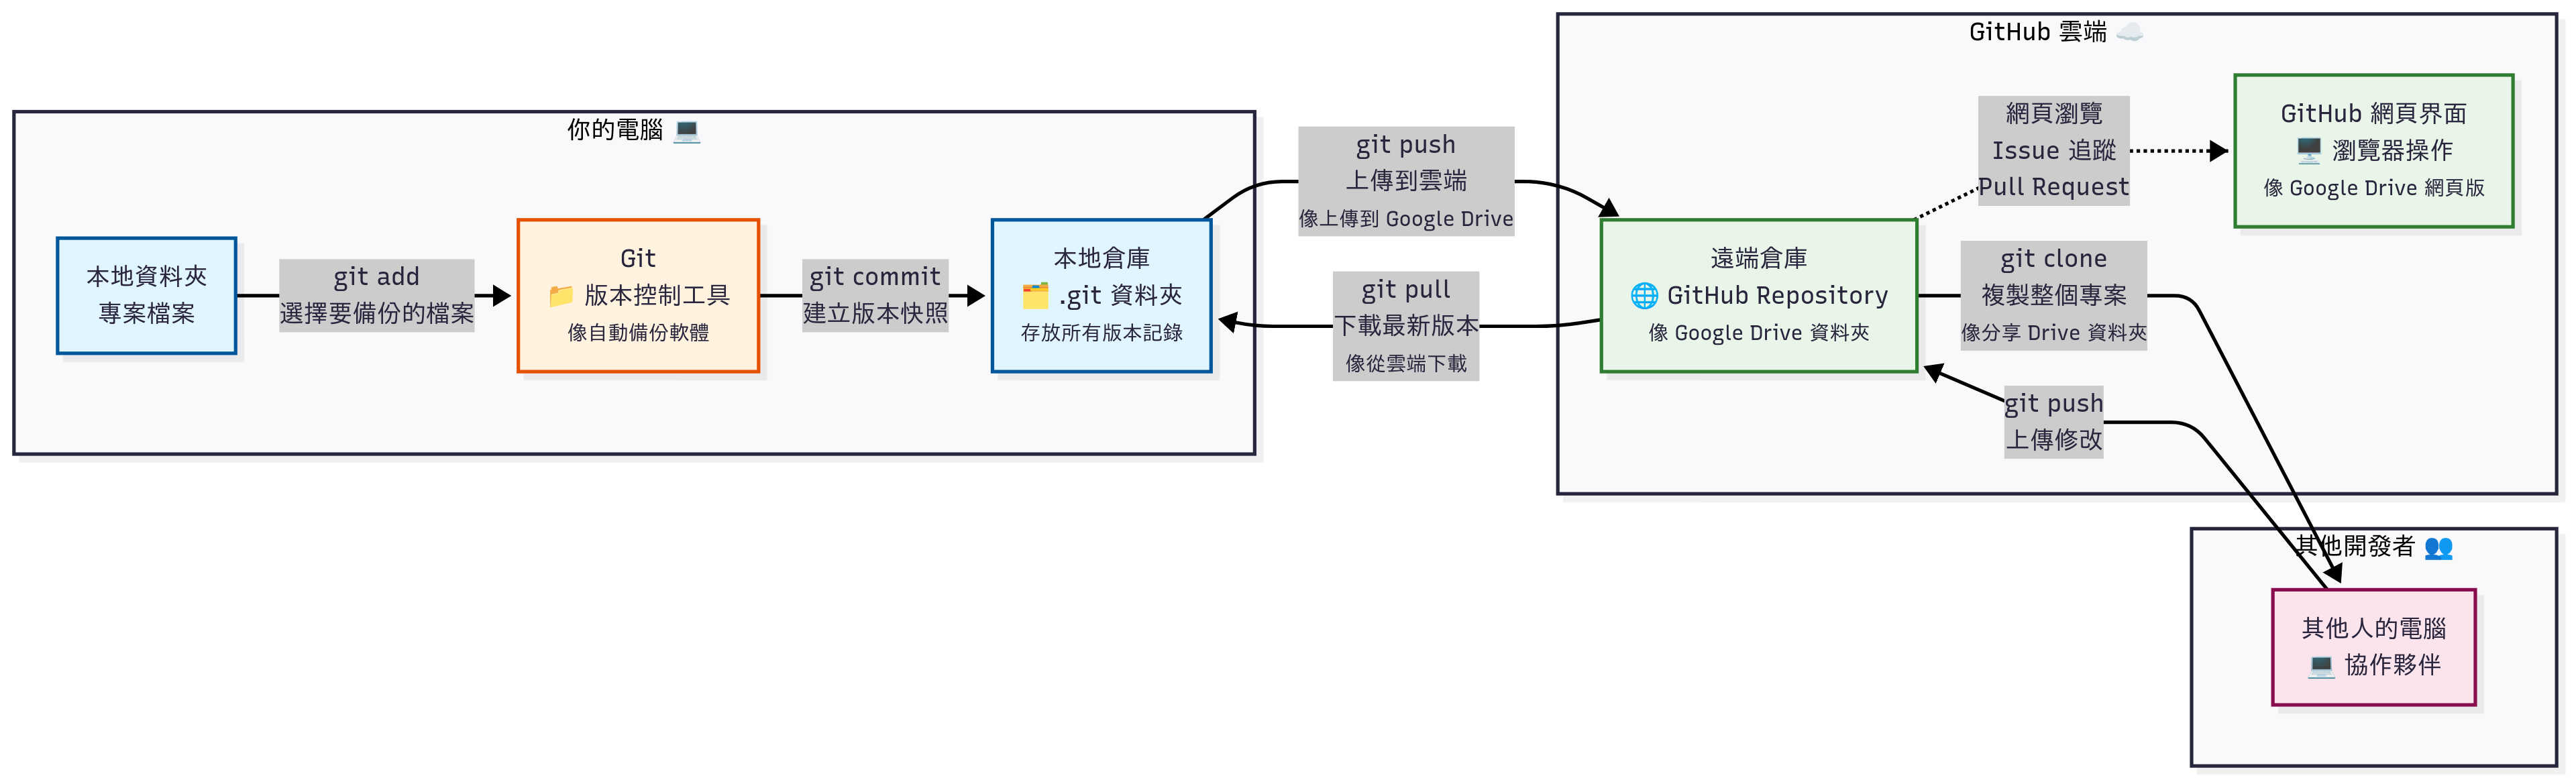 你的電腦 💻
本地資料夾
專案檔案
git add
選擇要備份的檔案
Git
📁 版本控制工具
像自動備份軟體
git commit
建立版本快照
本地倉庫
🗂️ .git 資料夾
存放所有版本記錄
git push
上傳到雲端
像上傳到 Google Drive
git pull
下載最新版本
像從雲端下載
GitHub 雲端 ☁️
遠端倉庫
🌐 GitHub Repository
像 Google Drive 資料夾
網頁瀏覽
Issue 追蹤
Pull Request
GitHub 網頁界面
🖥️ 瀏覽器操作
像 Google Drive 網頁版
git clone
複製整個專案
像分享 Drive 資料夾
git push
上傳修改
其他開發者 👥
其他人的電腦
💻 協作夥伴